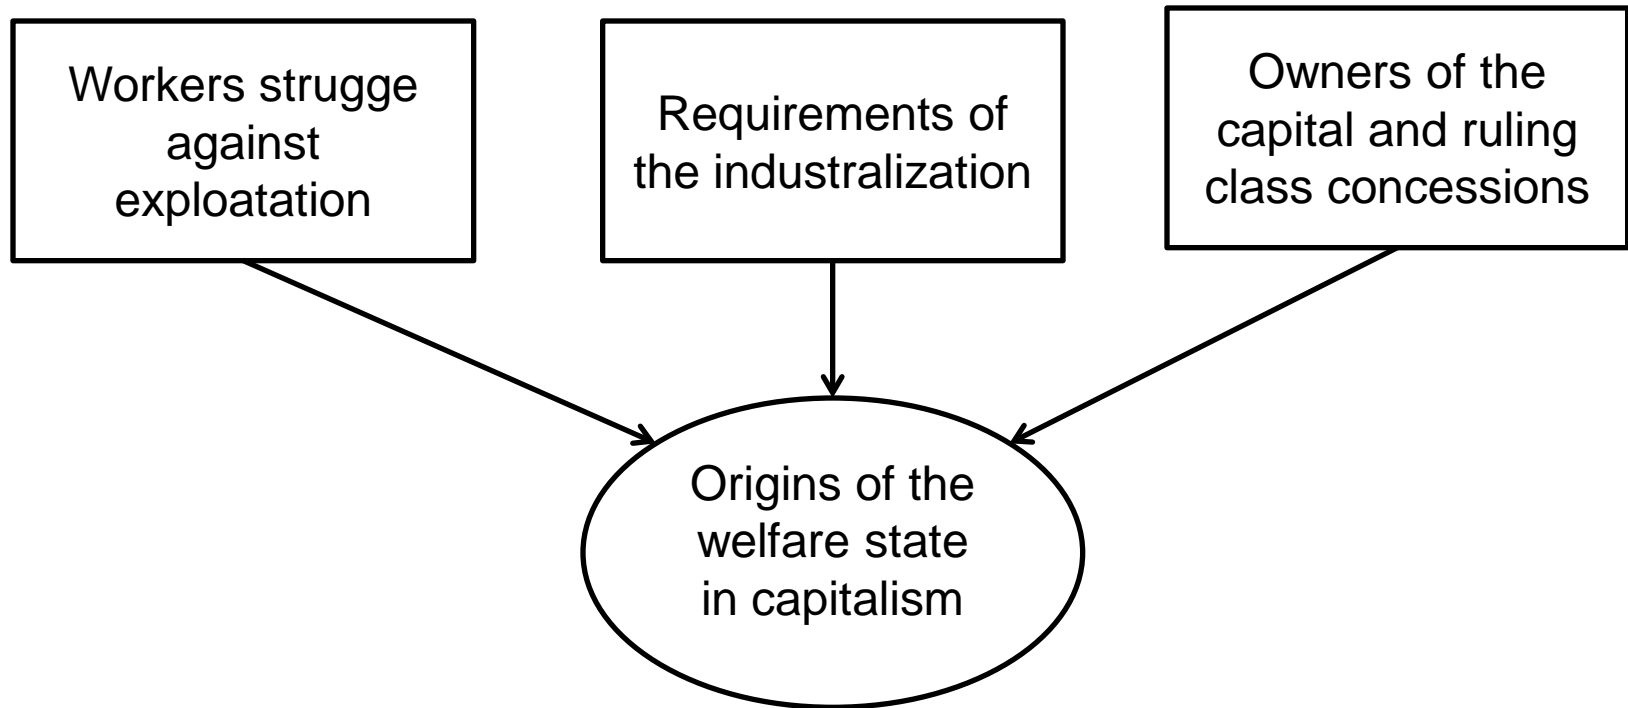 Workers strugge
against
exploatation
Requirements of
the industralization
Owners of the
capital and ruling
class concessions
Origins of the
welfare state
in capitalism